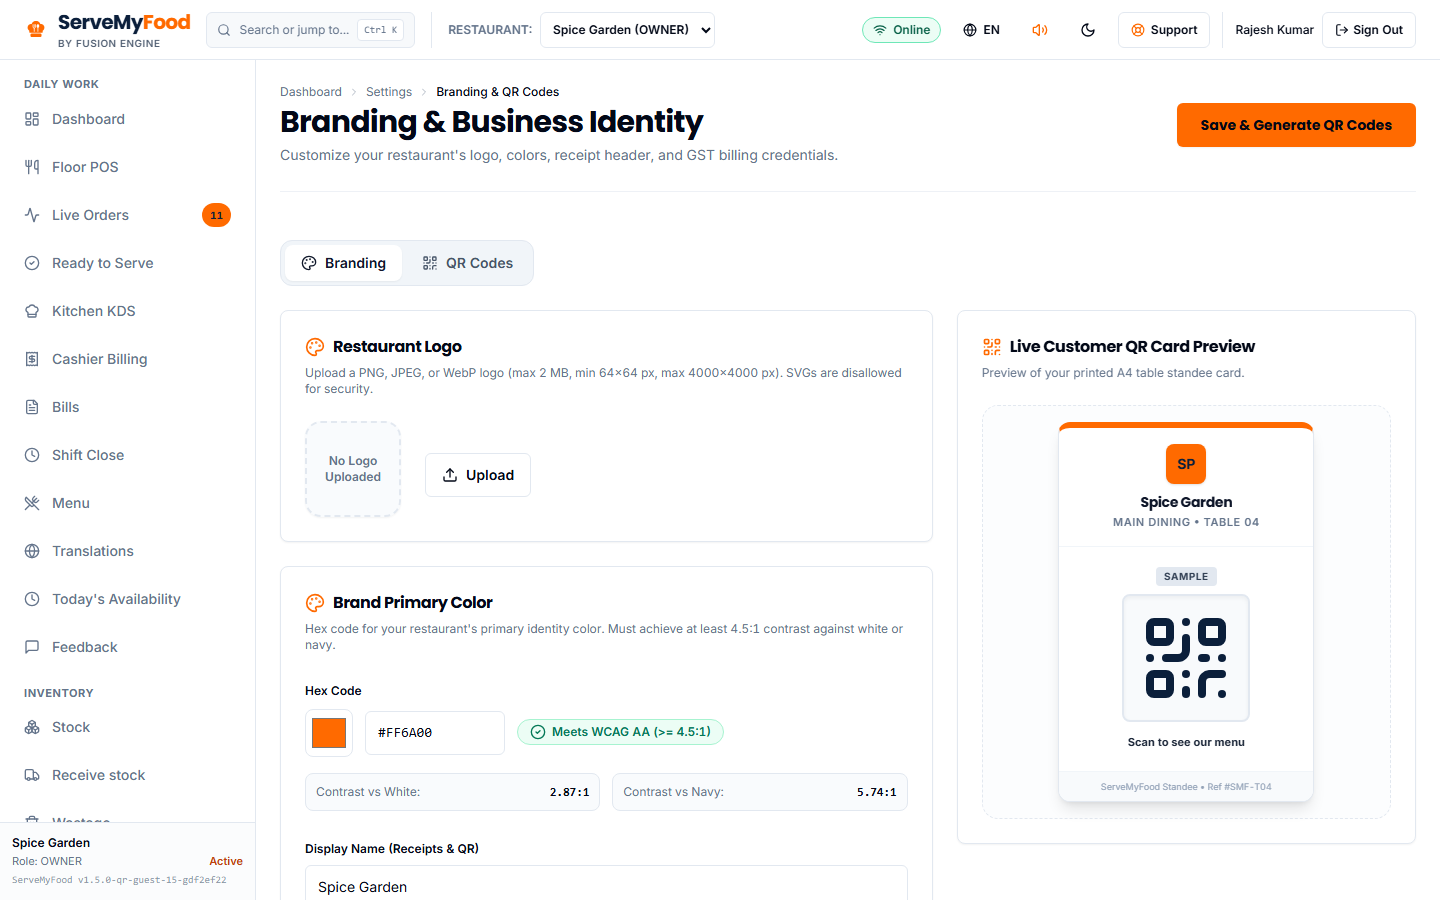 ServeMyFood
BY FUSION ENGINE
Search or jump to... Ctrl K
RESTAURANT: Spice Garden (OWNER)
Online
EN
Support
Rajesh Kumar
Sign Out
DAILY WORK
Dashboard
Floor POS
Live Orders 11
Ready to Serve
Kitchen KDS
Cashier Billing
Bills
Shift Close
Menu
Translations
Today's Availability
Feedback
INVENTORY
Stock
Receive stock
Spice Garden
Role: OWNER Active
ServeMyFood v1.5.0-qr-guest-15-gdf2ef22
Dashboard > Settings > Branding & QR Codes
Branding & Business Identity
Customize your restaurant's logo, colors, receipt header, and GST billing credentials.
Save & Generate QR Codes
Branding
QR Codes
Restaurant Logo
Upload a PNG, JPEG, or WebP logo (max 2 MB, min 64×64 px, max 4000×4000 px). SVGs are disallowed
for security.
No Logo
Uploaded
Upload
Brand Primary Color
Hex code for your restaurant's primary identity color. Must achieve at least 4.5:1 contrast against white or
navy.
Hex Code
#FF6A00
Meets WCAG AA (>= 4.5:1)
Contrast vs White: 2.87:1
Contrast vs Navy: 5.74:1
Display Name (Receipts & QR)
Spice Garden
Live Customer QR Card Preview
Preview of your printed A4 table standee card.
SP
Spice Garden
MAIN DINING • TABLE 04
SAMPLE
Scan to see our menu
ServeMyFood Standee • Ref #SMF-T04